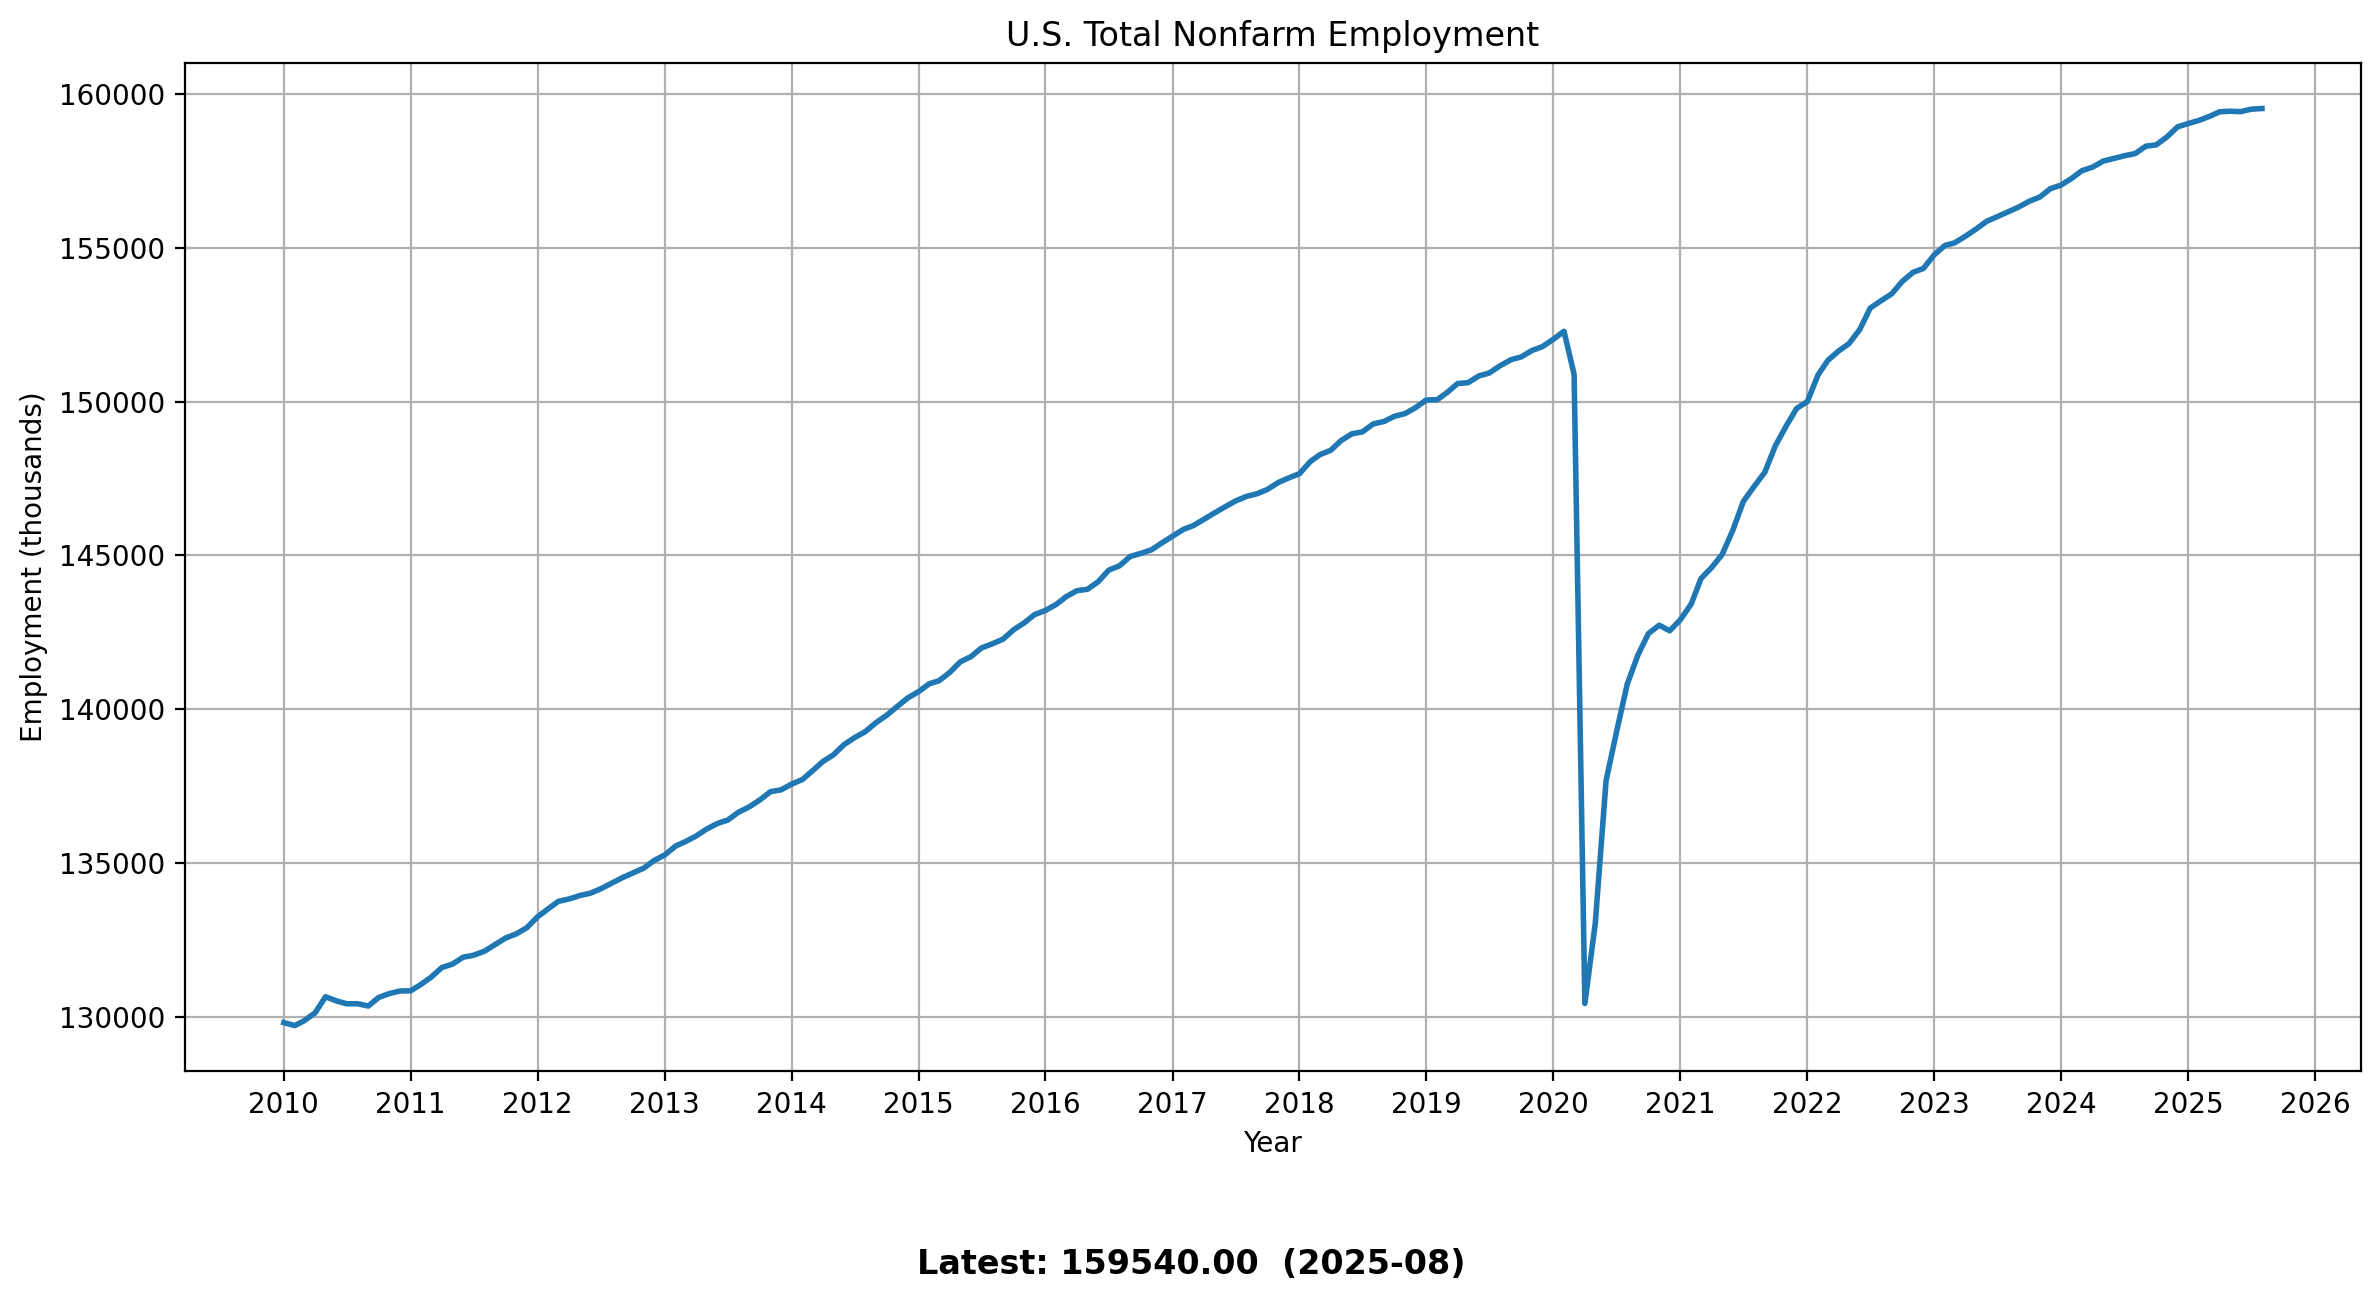 U.S. Total Nonfarm Employment
160000
155000
150000
145000
140000
135000
130000
Employment (thousands)
2010 2011 2012 2013 2014 2015 2016 2017 2018 2019 2020 2021 2022 2023 2024 2025 2026
Year
Latest: 159540.00  (2025-08)